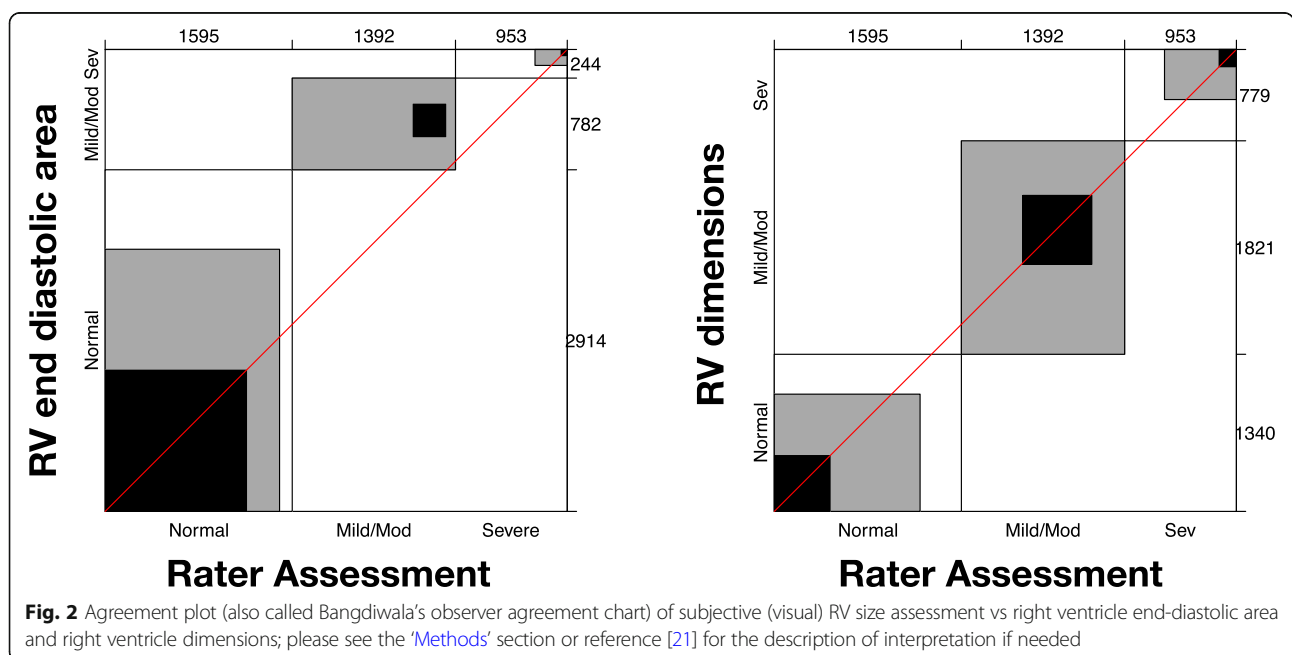 1595 1392 953
RV end diastolic area
Normal Mild/Mod Sev
244
782
2914
Normal Mild/Mod Severe
Rater Assessment
1595 1392 953
RV dimensions
Sev
Mild/Mod
Normal
779
1821
1340
Normal Mild/Mod Sev
Rater Assessment
Fig. 2 Agreement plot (also called Bangdiwala’s observer agreement chart) of subjective (visual) RV size assessment vs right ventricle end-diastolic area
and right ventricle dimensions; please see the ‘Methods’ section or reference [21] for the description of interpretation if needed